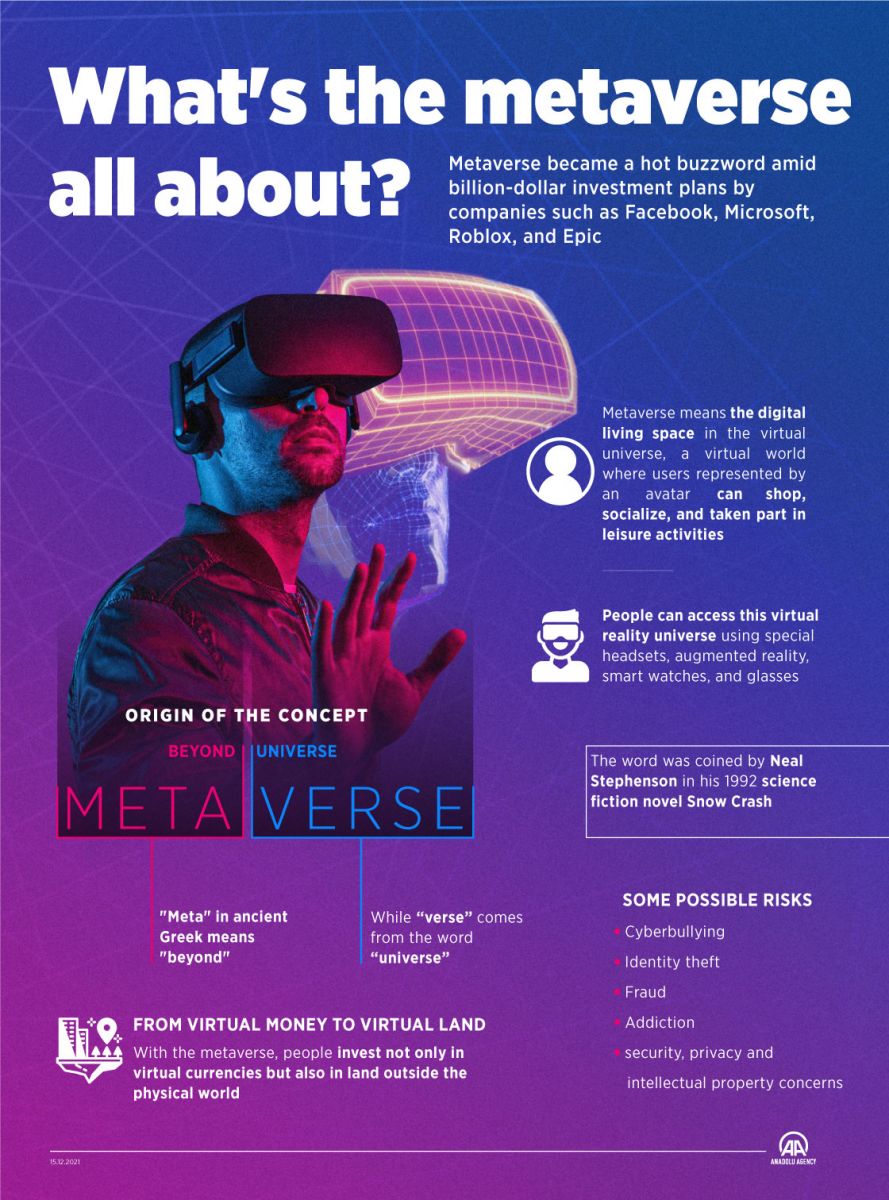 What's the metaverse
all about?
Metaverse became a hot buzzword amid
billion-dollar investment plans by
companies such as Facebook, Microsoft,
Roblox, and Epic
Metaverse means the digital
living space in the virtual
universe, a virtual world
where users represented by
an avatar can shop,
socialize, and taken part in
leisure activities
People can access this virtual
reality universe using special
headsets, augmented reality,
smart watches, and glasses
ORIGIN OF THE CONCEPT
BEYOND UNIVERSE
META VERSE
"Meta" in ancient
Greek means
"beyond"
While “verse” comes
from the word
“universe”
The word was coined by Neal
Stephenson in his 1992 science
fiction novel Snow Crash
SOME POSSIBLE RISKS
• Cyberbullying
• Identity theft
• Fraud
• Addiction
• security, privacy and
intellectual property concerns
FROM VIRTUAL MONEY TO VIRTUAL LAND
With the metaverse, people invest not only in
virtual currencies but also in land outside the
physical world
15.12.2021
AA
ANADOLU AGENCY